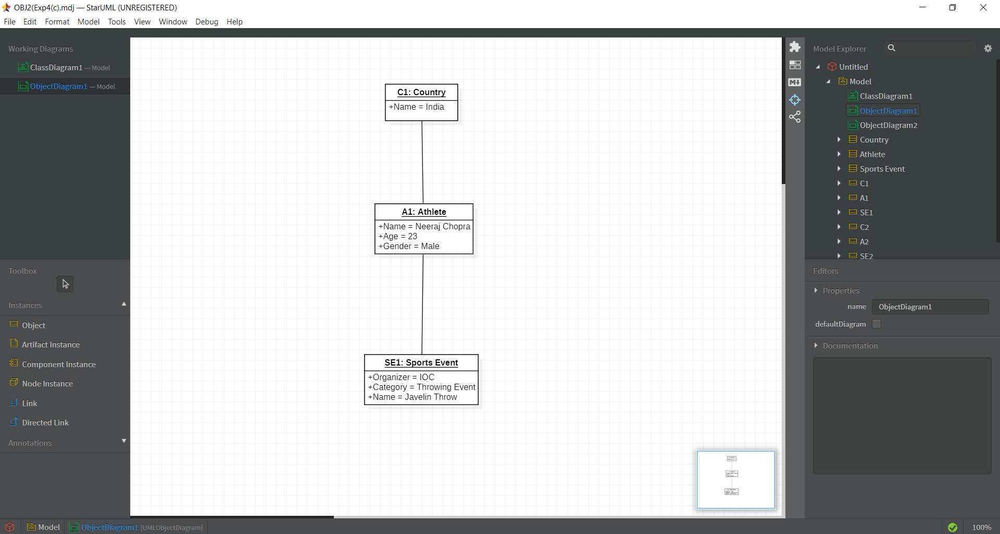 OBJ2(Exp4(c).mdj — StarUML (UNREGISTERED)
File Edit Format Model Tools View Window Debug Help
Working Diagrams
ClassDiagram1 — Model
ObjectDiagram1 — Model
Toolbox
Instances
Object
Artifact Instance
Component Instance
Node Instance
Link
Directed Link
Annotations
C1: Country
+Name = India
A1: Athlete
+Name = Neeraj Chopra
+Age = 23
+Gender = Male
SE1: Sports Event
+Organizer = IOC
+Category = Throwing Event
+Name = Javelin Throw
M
Model Explorer
Untitled
Model
ClassDiagram1
ObjectDiagram1
ObjectDiagram2
Country
Athlete
Sports Event
C1
A1
SE1
C2
A2
SE2
Editors
Properties
name ObjectDiagram1
defaultDiagram
Documentation
Model ObjectDiagram1 [UMLObjectDiagram]
100%